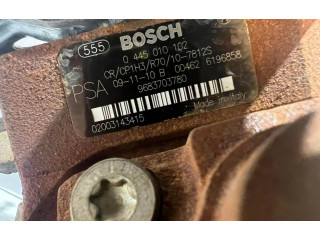 555 BOSCH
0 445 010 102
CR/CP1H3/R70/10-7812S
09-11-10 B 00462 6196858
PSA 9683703780
02003143415 Made in Italy